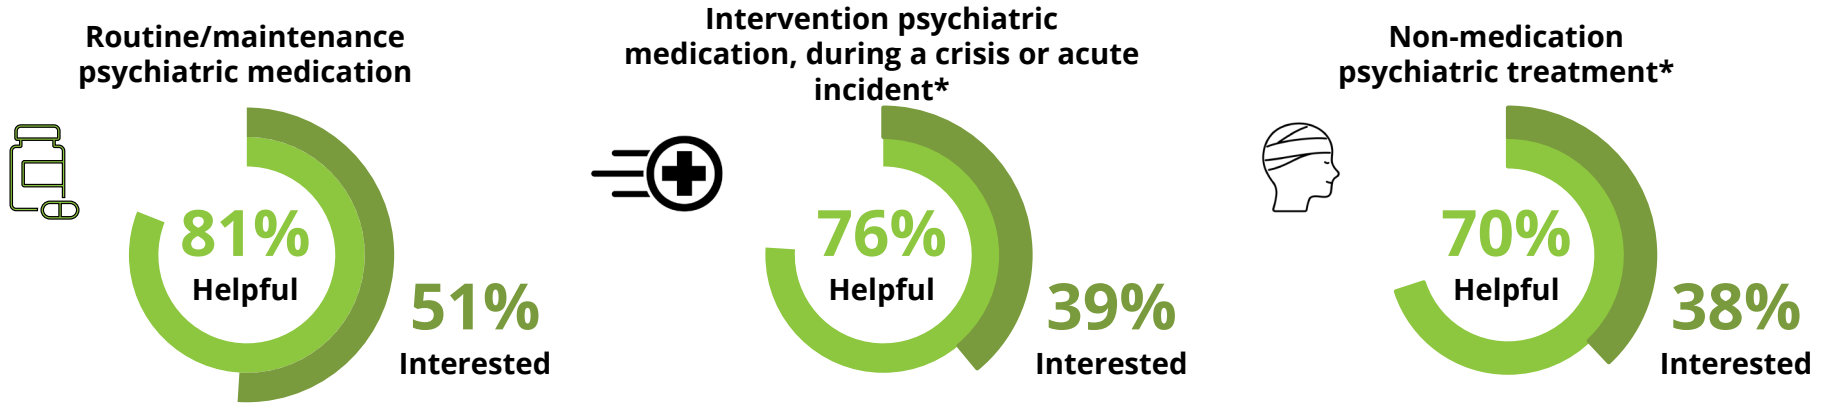 Routine/maintenance
psychiatric medication
81%
Helpful
51%
Interested
Intervention psychiatric
medication, during a crisis or acute
incident*
76%
Helpful
39%
Interested
Non-medication
psychiatric treatment*
70%
Helpful
38%
Interested